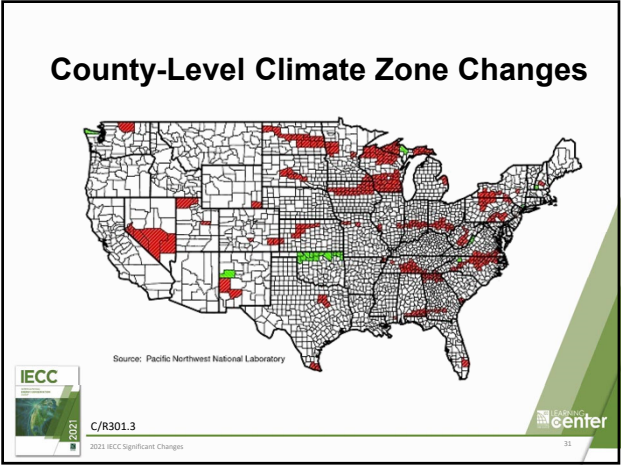 County-Level Climate Zone Changes
Source: Pacific Northwest National Laboratory
IECC
2021
C/R301.3
2021 IECC Significant Changes
LEARNING
center
31